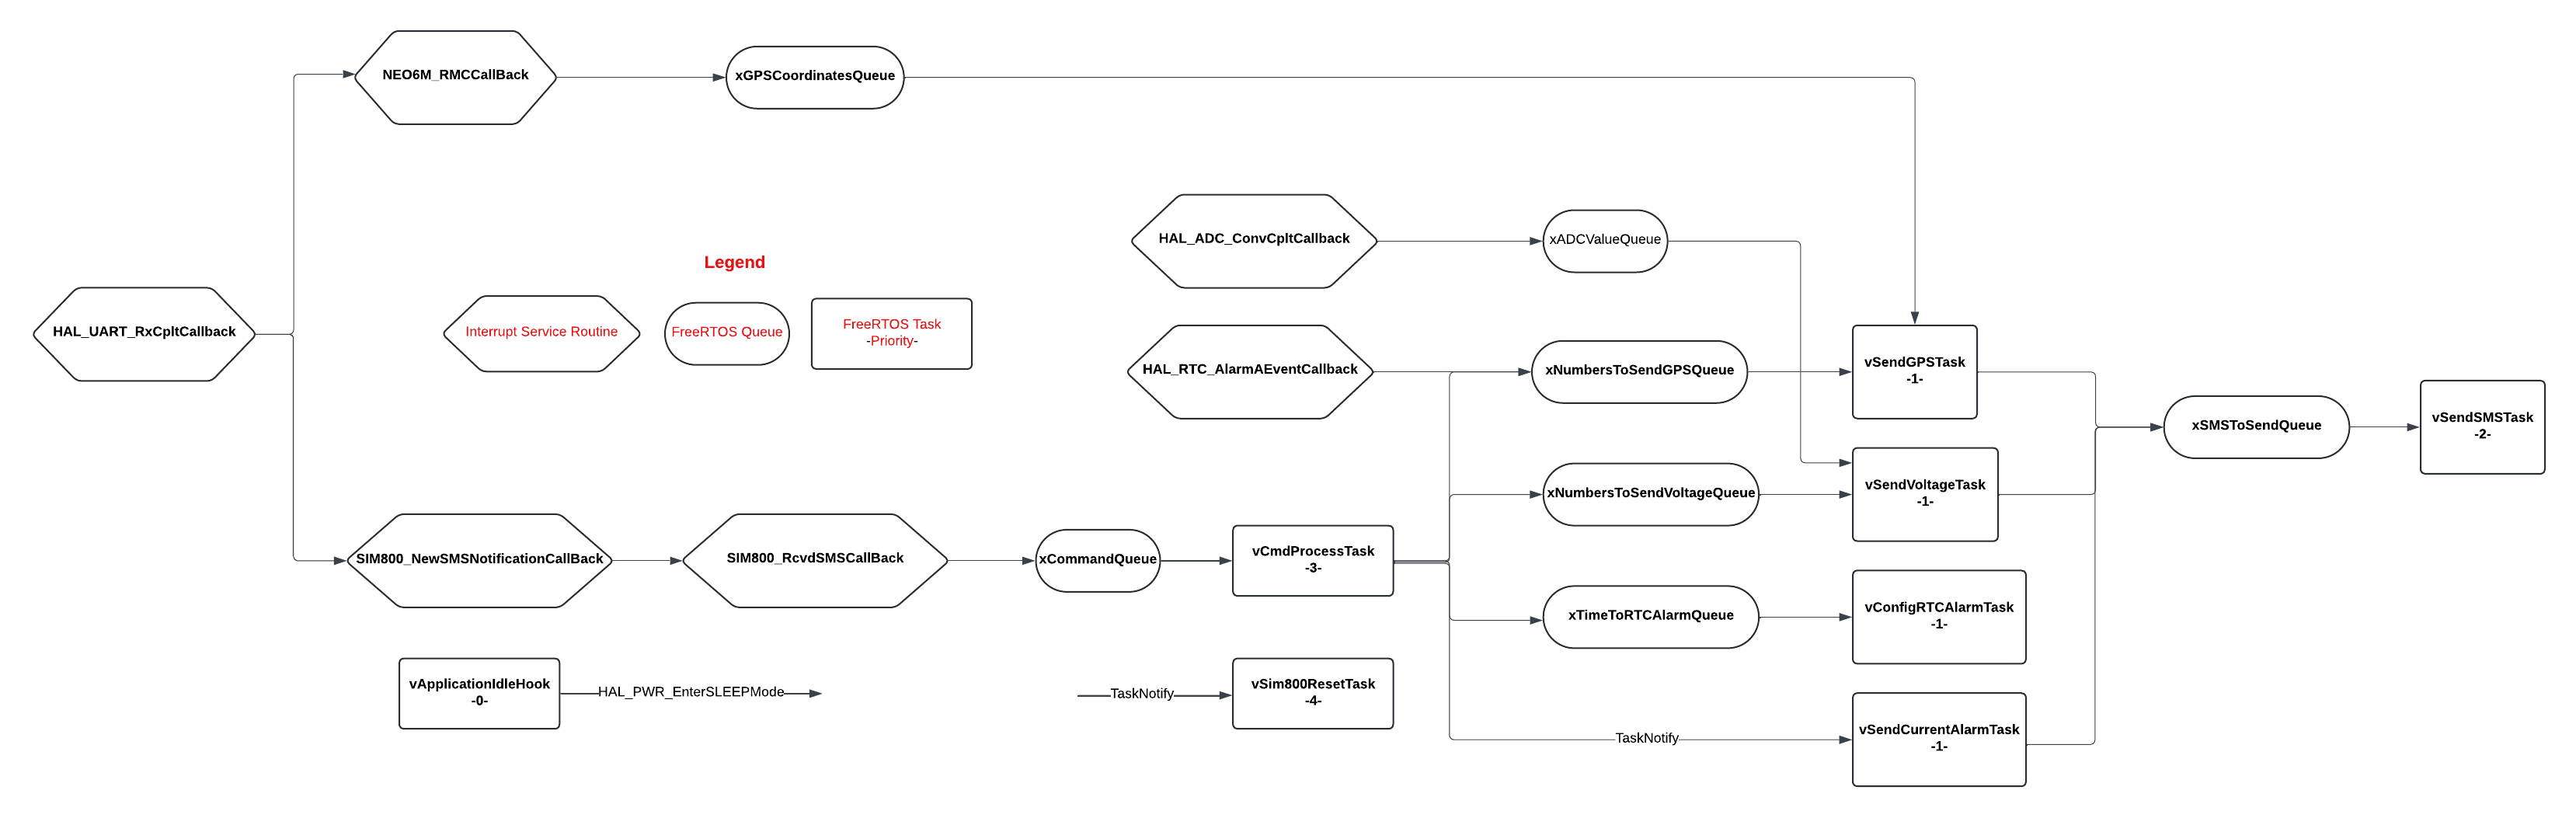 NEO6M_RMCCallBack
xGPSCoordinatesQueue
HAL_ADC_ConvCpltCallback
xADCValueQueue
Legend
HAL_UART_RxCpltCallback
Interrupt Service Routine
FreeRTOS Queue
FreeRTOS Task
-Priority-
HAL_RTC_AlarmAEventCallback
xNumbersToSendGPSQueue
vSendGPSTask
-1-
xSMSToSendQueue
vSendSMSTask
-2-
xNumbersToSendVoltageQueue
vSendVoltageTask
-1-
SIM800_NewSMSNotificationCallBack
SIM800_RcvdSMSCallBack
xCommandQueue
vCmdProcessTask
-3-
xTimeToRTCAlarmQueue
vConfigRTCAlarmTask
-1-
vApplicationIdleHook
-0-
HAL_PWR_EnterSLEEPMode
TaskNotify
vSim800ResetTask
-4-
TaskNotify
vSendCurrentAlarmTask
-1-